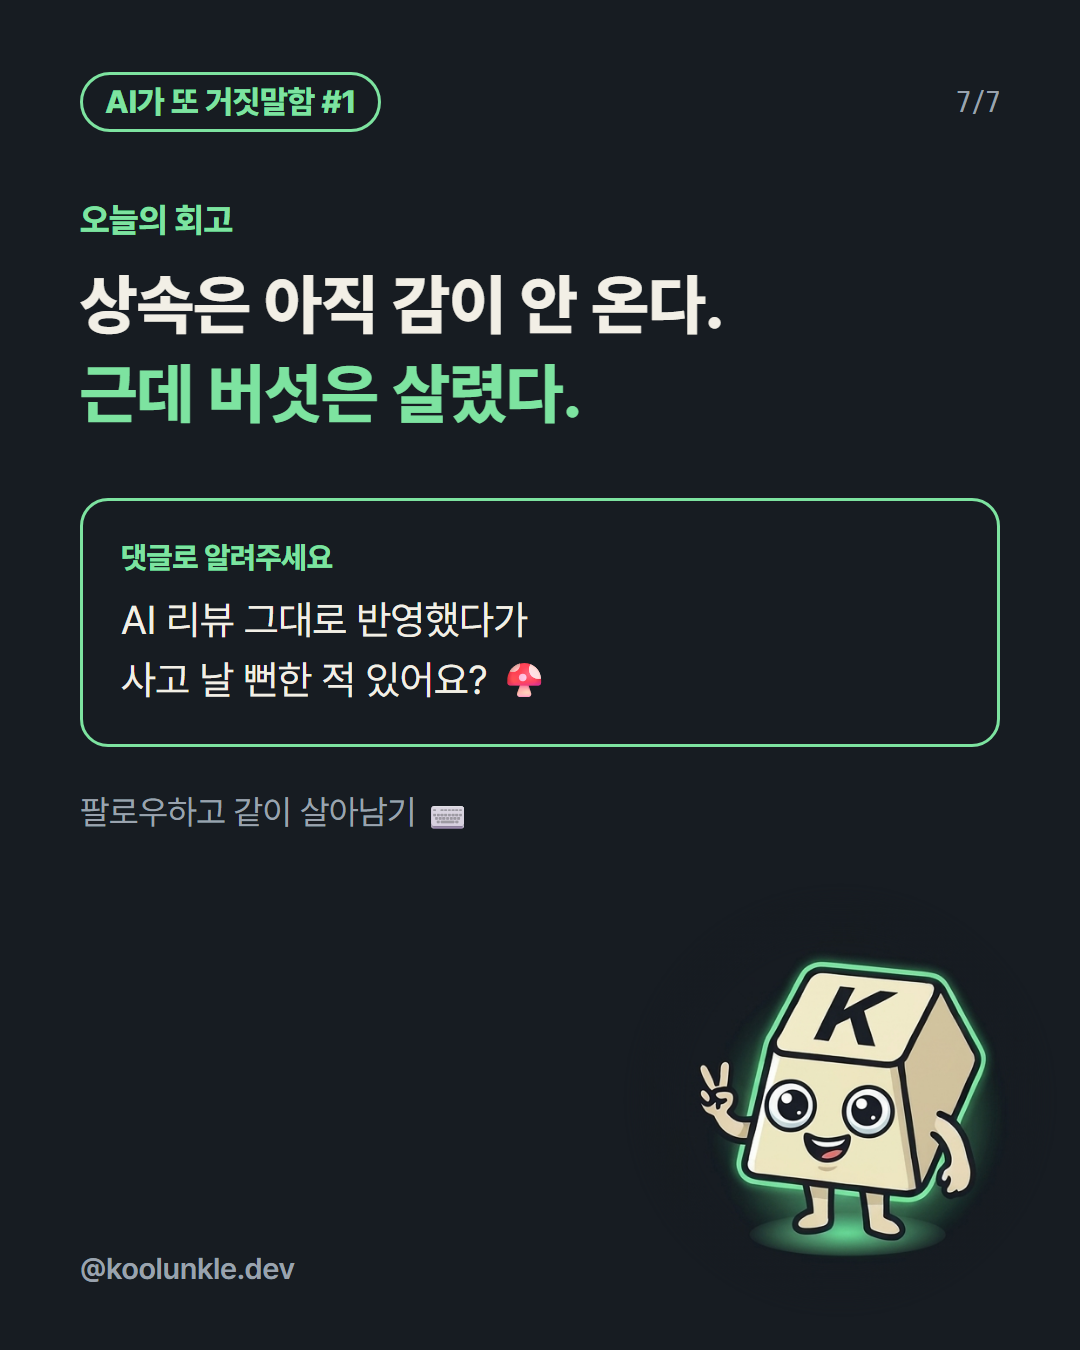 AI가 또 거짓말함 #1
7/7
오늘의 회고
상속은 아직 감이 안 온다.
근데 버섯은 살렸다.
댓글로 알려주세요
AI 리뷰 그대로 반영했다가
사고 날 뻔한 적 있어요? 🍄
팔로우하고 같이 살아남기 ⌨️
K
@koolunkle.dev